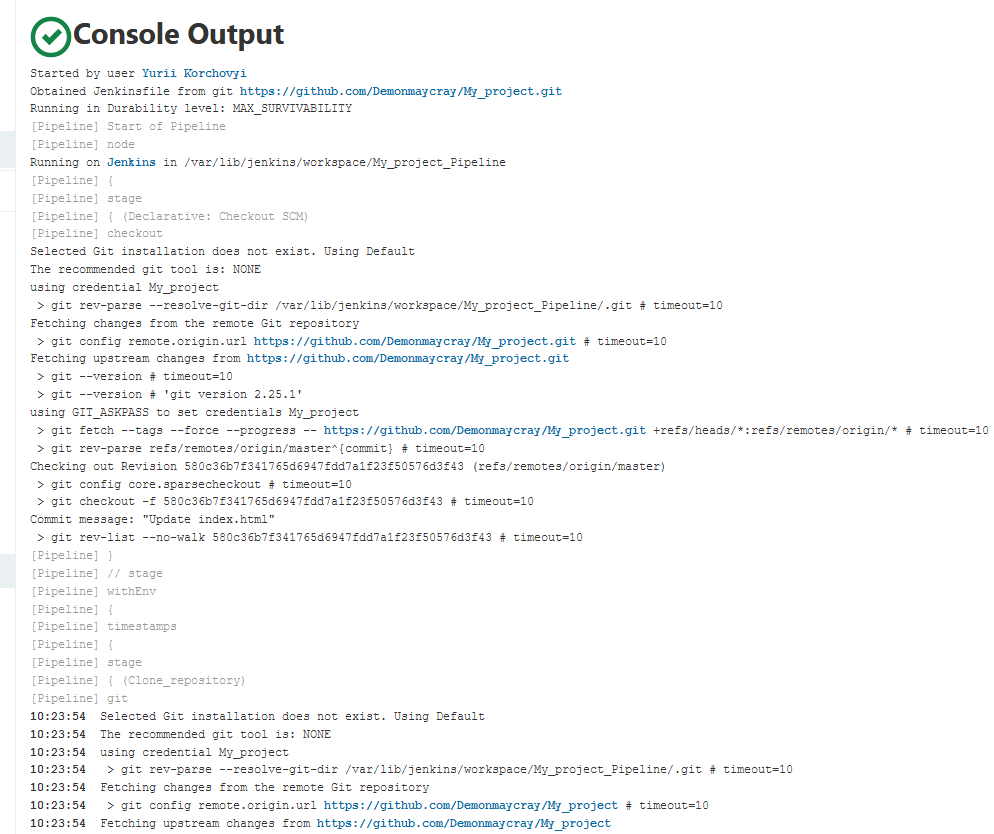 Console Output
Started by user Yurii Korchovyi
Obtained Jenkinsfile from git https://github.com/Demonmaycray/My_project.git
Running in Durability level: MAX_SURVIVABILITY
[Pipeline] Start of Pipeline
[Pipeline] node
Running on Jenkins in /var/lib/jenkins/workspace/My_project_Pipeline
[Pipeline] {
[Pipeline] stage
[Pipeline] { (Declarative: Checkout SCM)
[Pipeline] checkout
Selected Git installation does not exist. Using Default
The recommended git tool is: NONE
using credential My_project
 > git rev-parse --resolve-git-dir /var/lib/jenkins/workspace/My_project_Pipeline/.git # timeout=10
Fetching changes from the remote Git repository
 > git config remote.origin.url https://github.com/Demonmaycray/My_project.git # timeout=10
Fetching upstream changes from https://github.com/Demonmaycray/My_project.git
 > git --version # timeout=10
 > git --version # 'git version 2.25.1'
using GIT_ASKPASS to set credentials My_project
 > git fetch --tags --force --progress -- https://github.com/Demonmaycray/My_project.git +refs/heads/*:refs/remotes/origin/* # timeout=10
 > git rev-parse refs/remotes/origin/master^{commit} # timeout=10
Checking out Revision 580c36b7f341765d6947fdd7a1f23f50576d3f43 (refs/remotes/origin/master)
 > git config core.sparsecheckout # timeout=10
 > git checkout -f 580c36b7f341765d6947fdd7a1f23f50576d3f43 # timeout=10
Commit message: "Update index.html"
 > git rev-list --no-walk 580c36b7f341765d6947fdd7a1f23f50576d3f43 # timeout=10
[Pipeline] }
[Pipeline] // stage
[Pipeline] withEnv
[Pipeline] {
[Pipeline] timestamps
[Pipeline] {
[Pipeline] stage
[Pipeline] { (Clone_repository)
[Pipeline] git
10:23:54  Selected Git installation does not exist. Using Default
10:23:54  The recommended git tool is: NONE
10:23:54  using credential My_project
10:23:54   > git rev-parse --resolve-git-dir /var/lib/jenkins/workspace/My_project_Pipeline/.git # timeout=10
10:23:54  Fetching changes from the remote Git repository
10:23:54   > git config remote.origin.url https://github.com/Demonmaycray/My_project # timeout=10
10:23:54  Fetching upstream changes from https://github.com/Demonmaycray/My_project